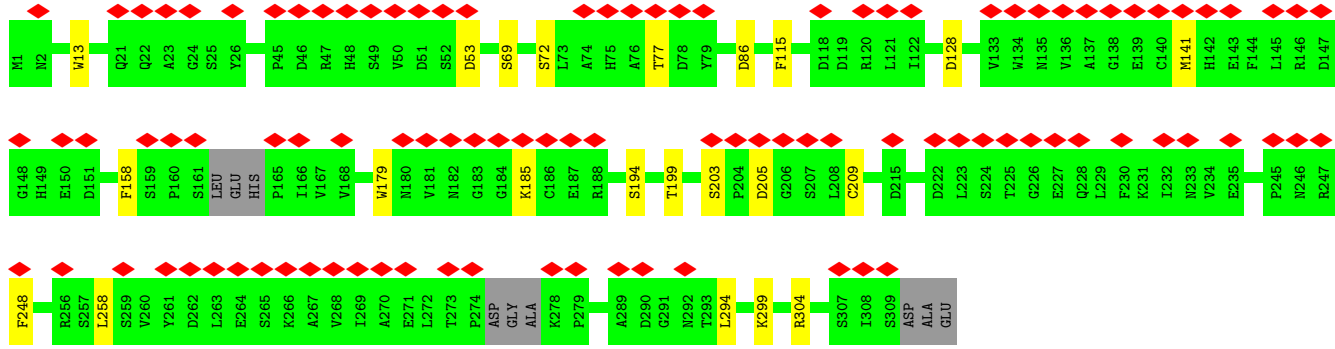 M1 N2 W13 Q21 Q22 A23 G24 S25 Y26 P45 D46 R47 H48 S49 V50 D51 S52 D53 S69 S72 L73 A74 H75 A76 T77 D78 Y79 D86 F115 D118 D119 R120 L121 I122 D128 V133 W134 N135 V136 A137 G138 E139 C140 M141 H142 E143 F144 L145 R146 D147
G148 H149 E150 D151 F158 S159 P160 S161 LEU GLU HIS P165 I166 V167 V168 W179 N180 V181 N182 G183 G184 K185 C186 E187 R188 S194 T199 S203 P204 D205 G206 S207 L208 C209 D215 D222 L223 S224 T225 G226 E227 Q228 L229 F230 K231 I232 N233 V234 E235 P245 N246 R247
F248 R256 S257 L258 S259 V260 Y261 D262 L263 E264 S265 K266 A267 V268 I269 A270 E271 L272 T273 P274 ASP GLY ALA K278 P279 A289 D290 G291 N292 T293 L294 K299 R304 S307 I308 S309 ASP ALA GLU